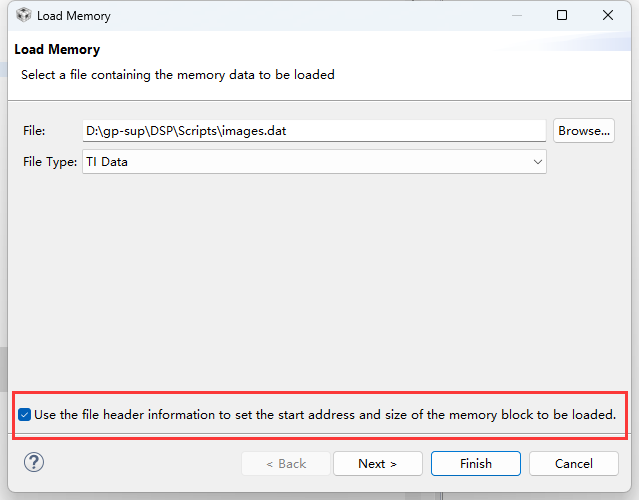 Load Memory
Load Memory
Select a file containing the memory data to be loaded
File: D:\gp-sup\DSP\Scripts\images.dat Browse...
File Type: TI Data
Use the file header information to set the start address and size of the memory block to be loaded.
? < Back Next > Finish Cancel